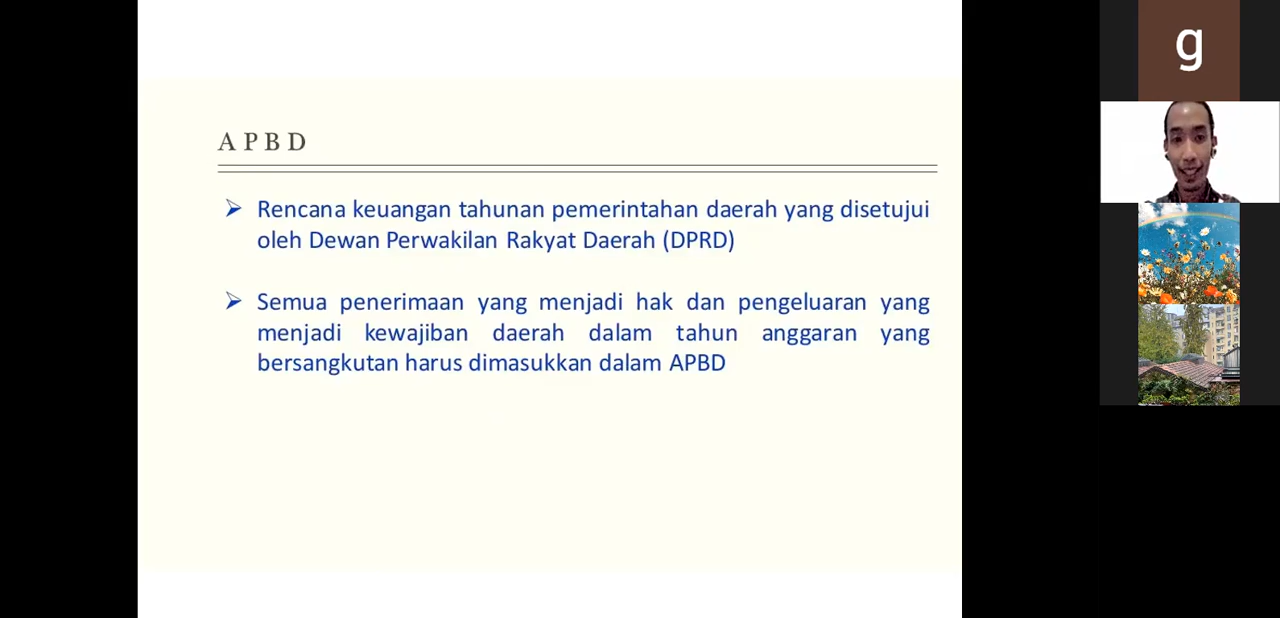 APBD
➢ Rencana keuangan tahunan pemerintahan daerah yang disetujui
oleh Dewan Perwakilan Rakyat Daerah (DPRD)
➢ Semua penerimaan yang menjadi hak dan pengeluaran yang
menjadi kewajiban daerah dalam tahun anggaran yang
bersangkutan harus dimasukkan dalam APBD
g